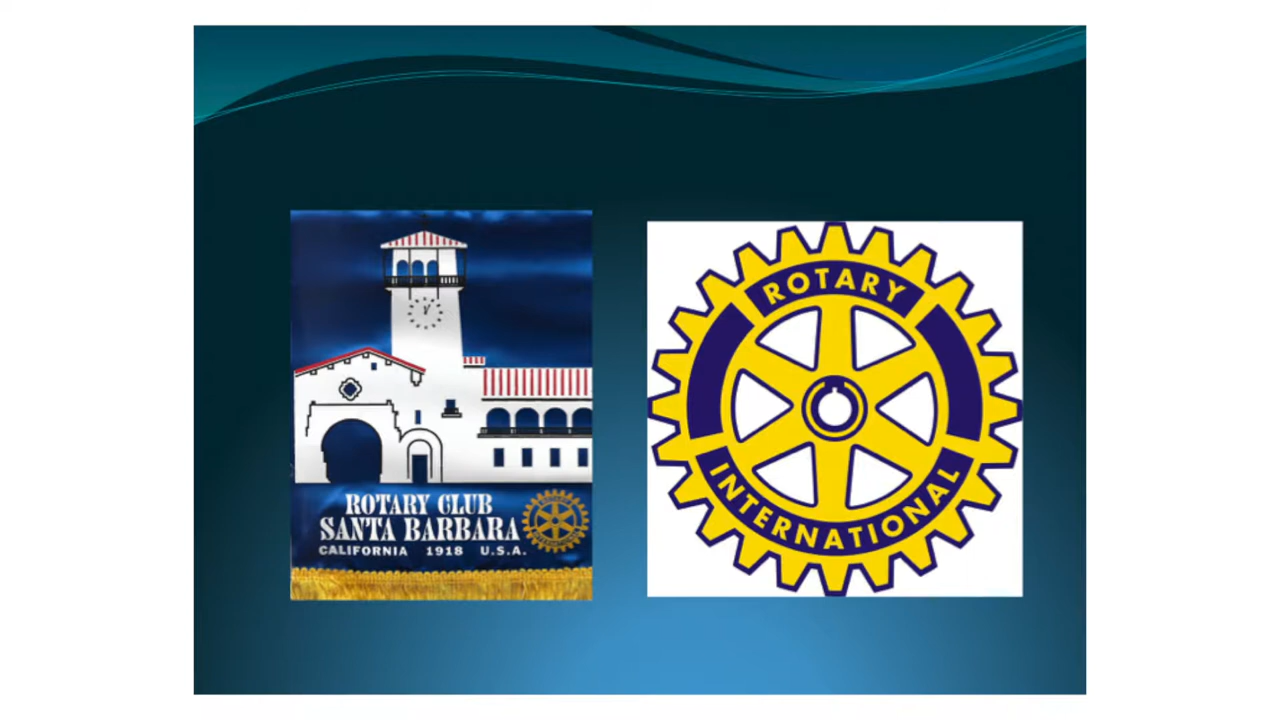 ROTARY CLUB
SANTA BARBARA
CALIFORNIA 1918 U.S.A.
ROTARY
INTERNATIONAL